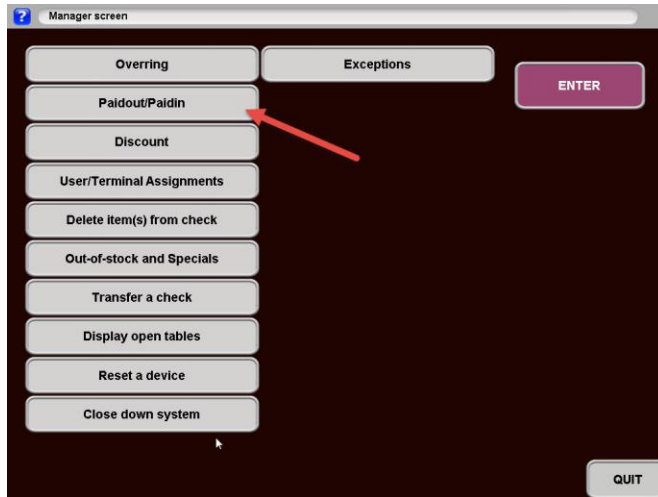 ?
Manager screen
Overring
Exceptions
ENTER
Paidout/Paidin
Discount
User/Terminal Assignments
Delete item(s) from check
Out-of-stock and Specials
Transfer a check
Display open tables
Reset a device
Close down system
QUIT